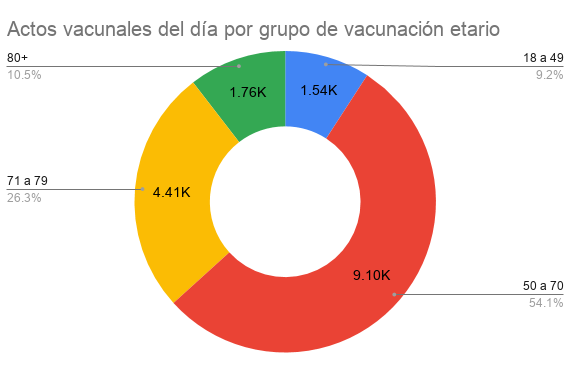 Actos vacunales del día por grupo de vacunación etario
80+
10.5%
18 a 49
9.2%
1.76K
1.54K
71 a 79
26.3%
4.41K
9.10K
50 a 70
54.1%